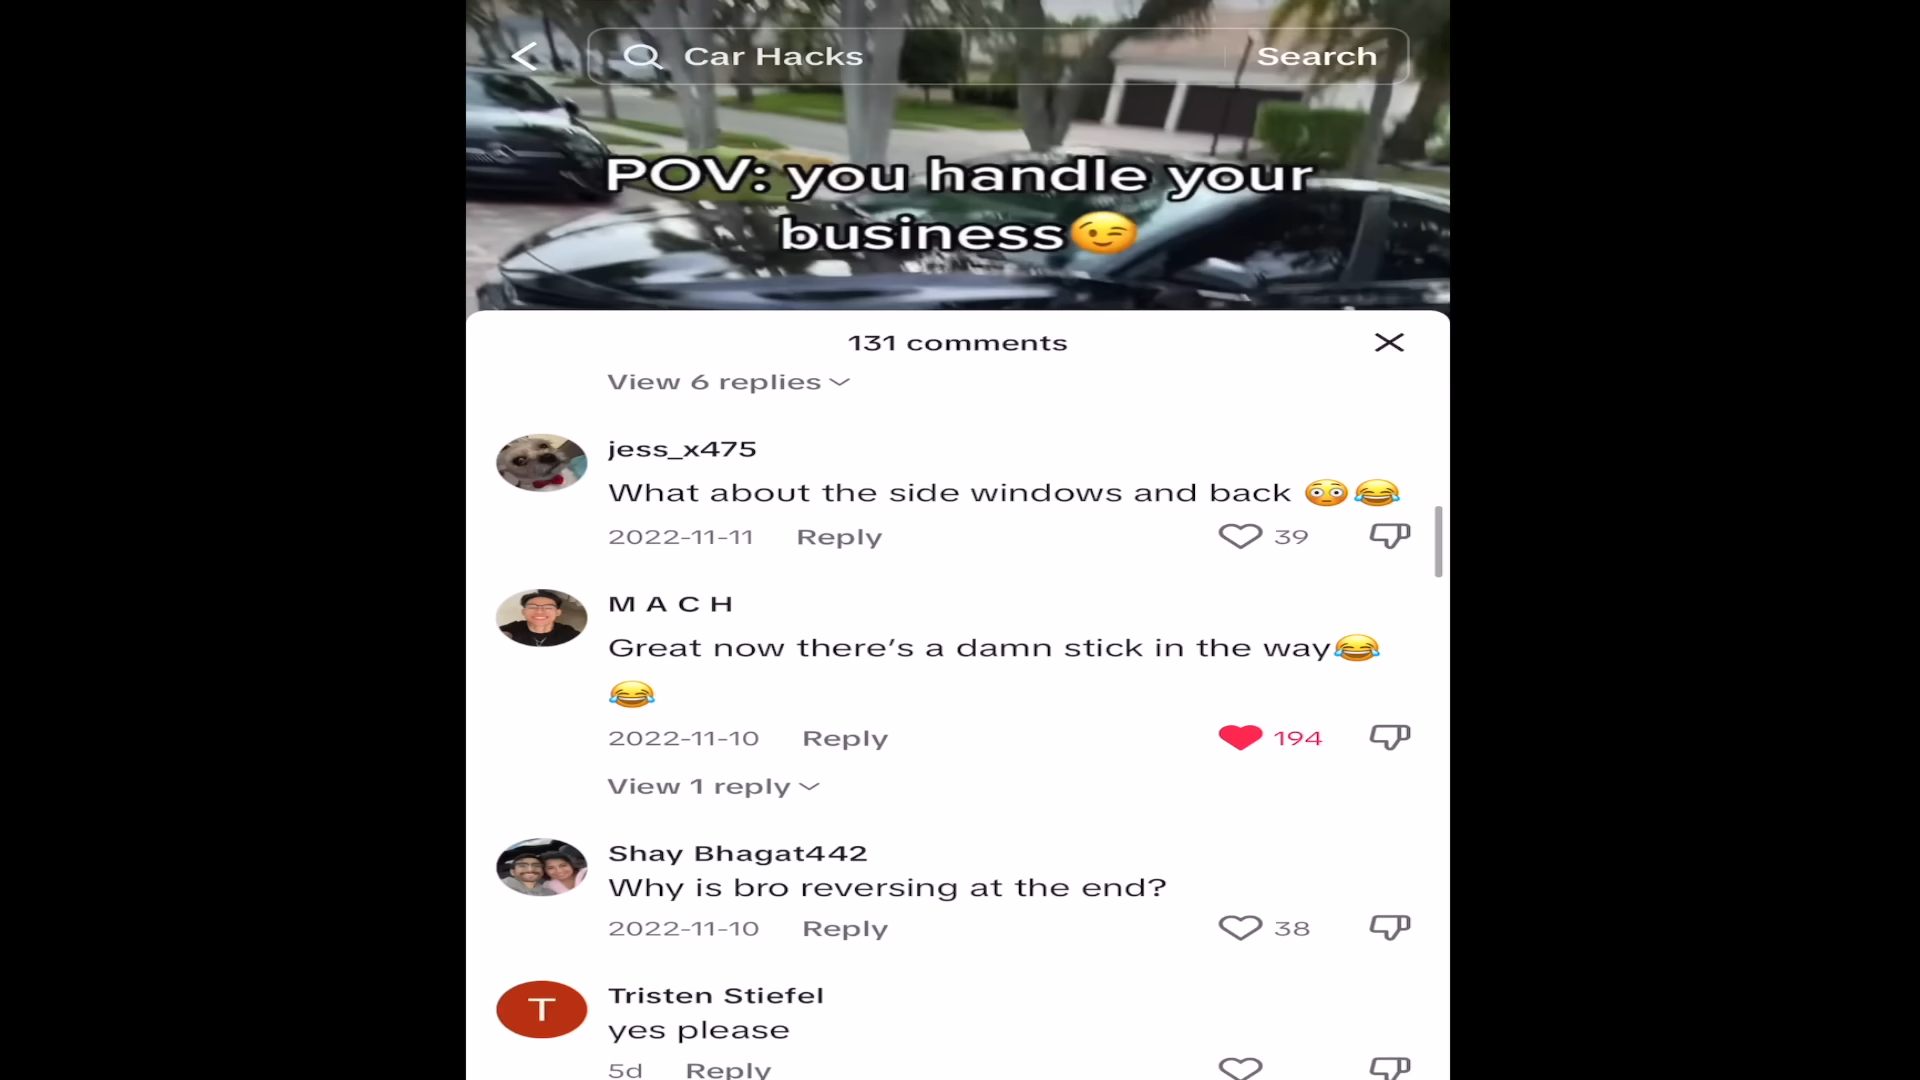 Car Hacks
Search
POV: you handle your
business😉
131 comments
View 6 replies
jess_x475
What about the side windows and back 😳😂
2022-11-11 Reply 39
M A C H
Great now there’s a damn stick in the way😂
😂
2022-11-10 Reply 194
View 1 reply
Shay Bhagat442
Why is bro reversing at the end?
2022-11-10 Reply 38
T
Tristen Stiefel
yes please
5d Reply